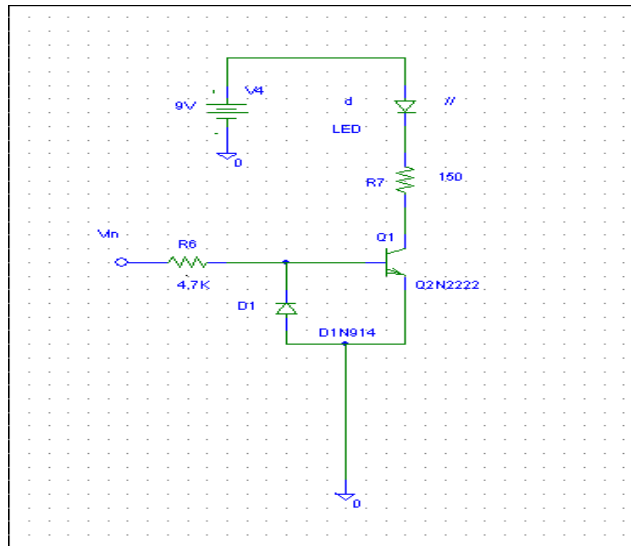 V4
9V
d
//
LED
0
R7
150
Vin
R6
4.7K
Q1
Q2N2222
D1
D1N914
0